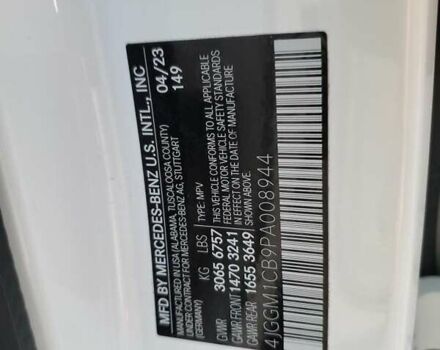 MFD BY MERCEDES-BENZ U.S. INTL., INC
MANUFACTURED IN USA (ALABAMA, TUSCALOOSA COUNTY)
UNDER CONTRACT FOR MERCEDES-BENZ AG, STUTTGART
(GERMANY)
04/23
149
KG LBS TYPE: MPV
GVWR 3065 6757
GAWR FRONT 1470 3241
GAWR REAR 1655 3649
THIS VEHICLE CONFORMS TO ALL APPLICABLE
FEDERAL MOTOR VEHICLE SAFETY STANDARDS
IN EFFECT ON THE DATE OF
MANUFACTURE SHOWN ABOVE
4JGGM1CB9PA008944